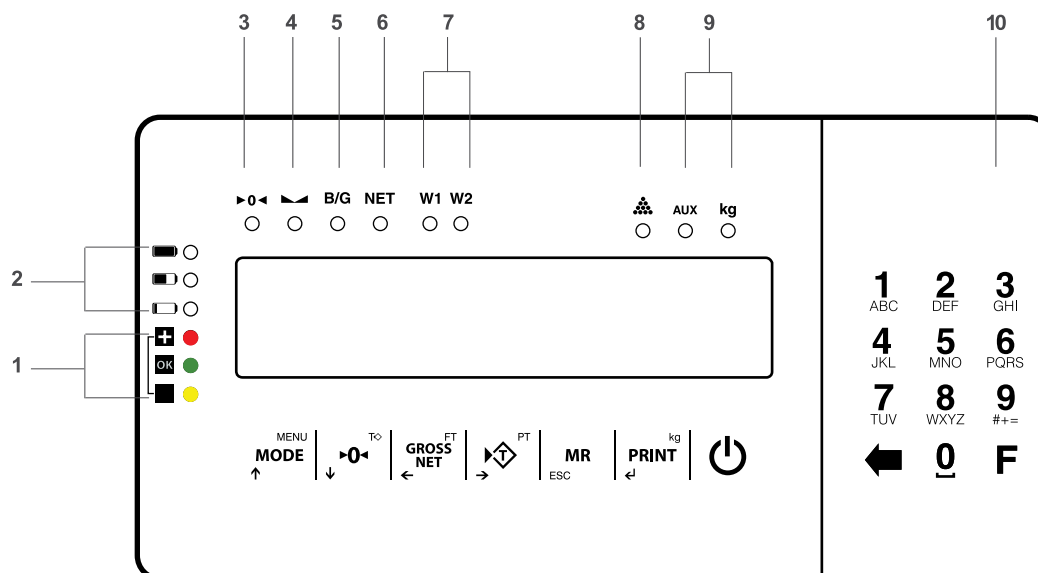 3 4 5 6 7 8 9 10
►0◄ B/G NET W1 W2 AUX kg
2
1
OK
1 2 3
ABC DEF GHI
4 5 6
JKL MNO PQRS
7 8 9
TUV WXYZ #+=
0 F
MENU T FT PT kg
MODE ►0◄ GROSS T MR PRINT
NET
ESC